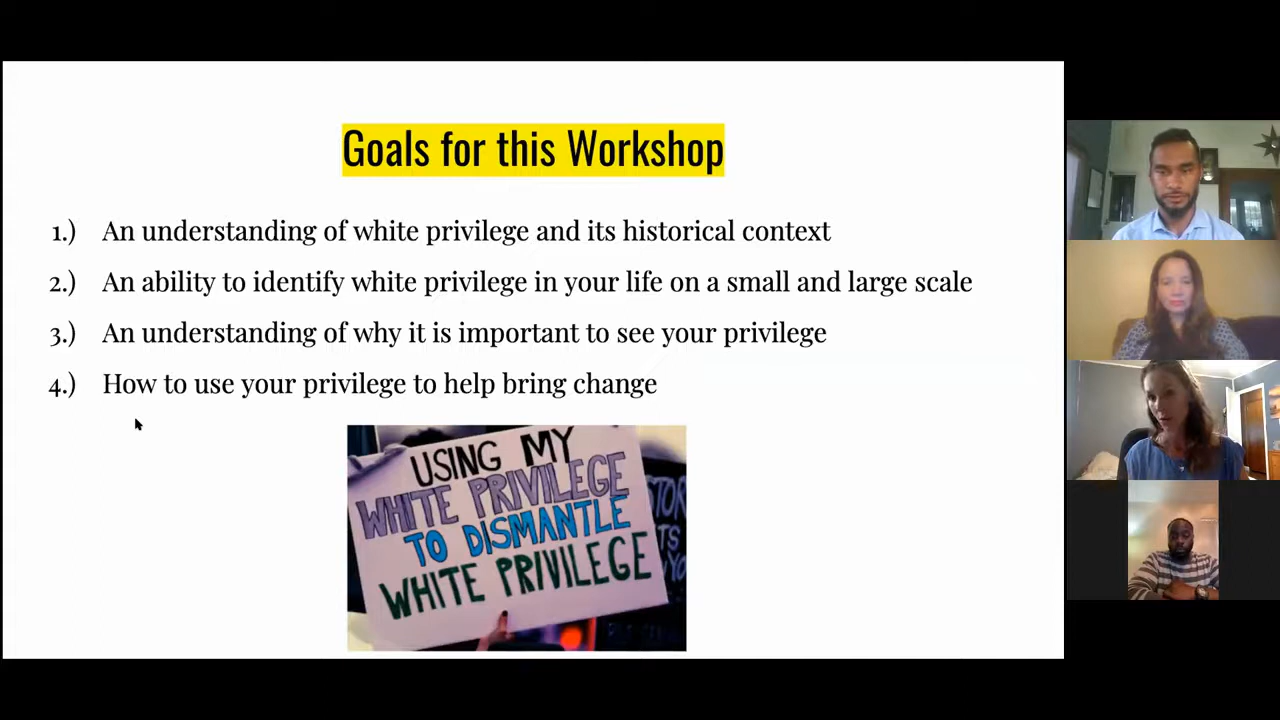 Goals for this Workshop
1.) An understanding of white privilege and its historical context
2.) An ability to identify white privilege in your life on a small and large scale
3.) An understanding of why it is important to see your privilege
4.) How to use your privilege to help bring change
USING MY
WHITE PRIVILEGE
TO DISMANTLE
WHITE PRIVILEGE